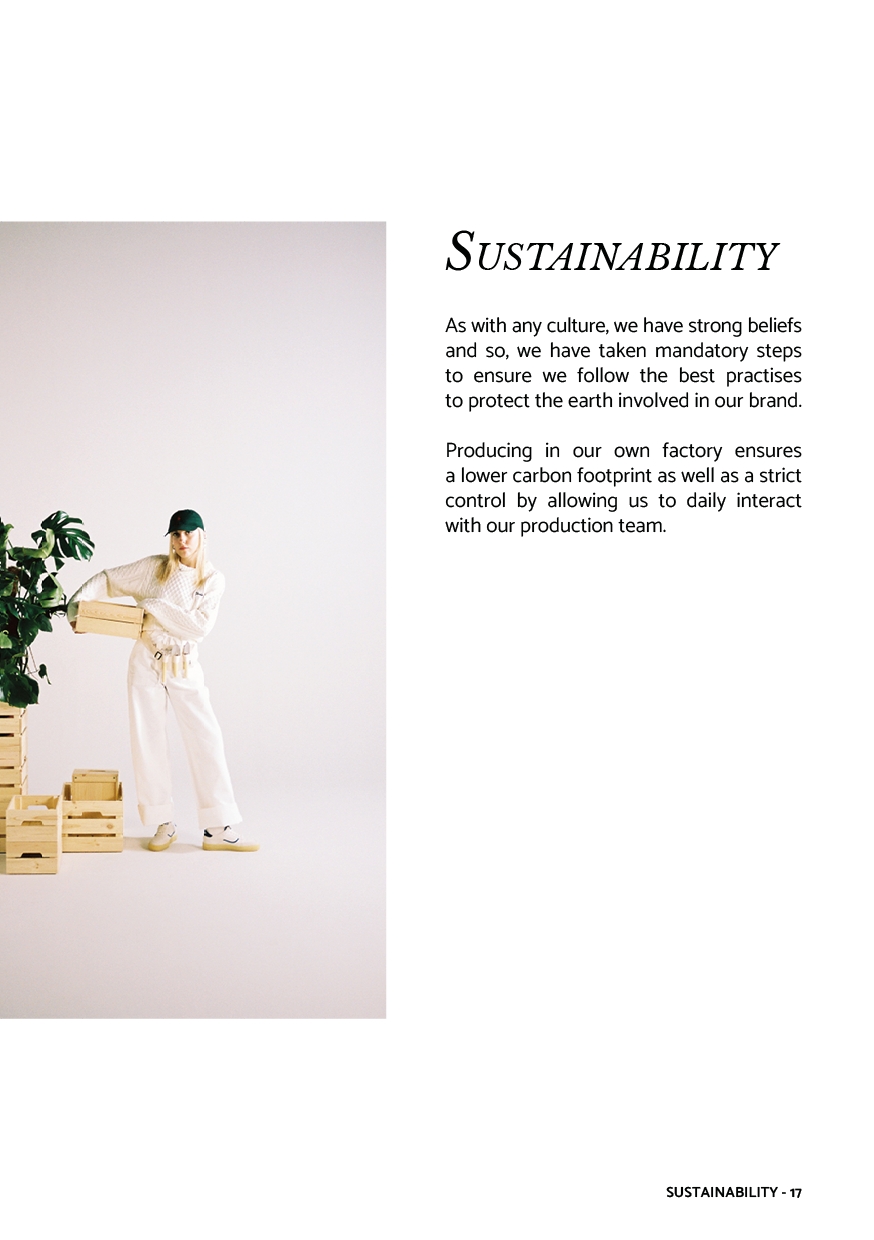 SUSTAINABILITY
As with any culture, we have strong beliefs
and so, we have taken mandatory steps
to ensure we follow the best practises
to protect the earth involved in our brand.
Producing in our own factory ensures
a lower carbon footprint as well as a strict
control by allowing us to daily interact
with our production team.
SUSTAINABILITY - 17